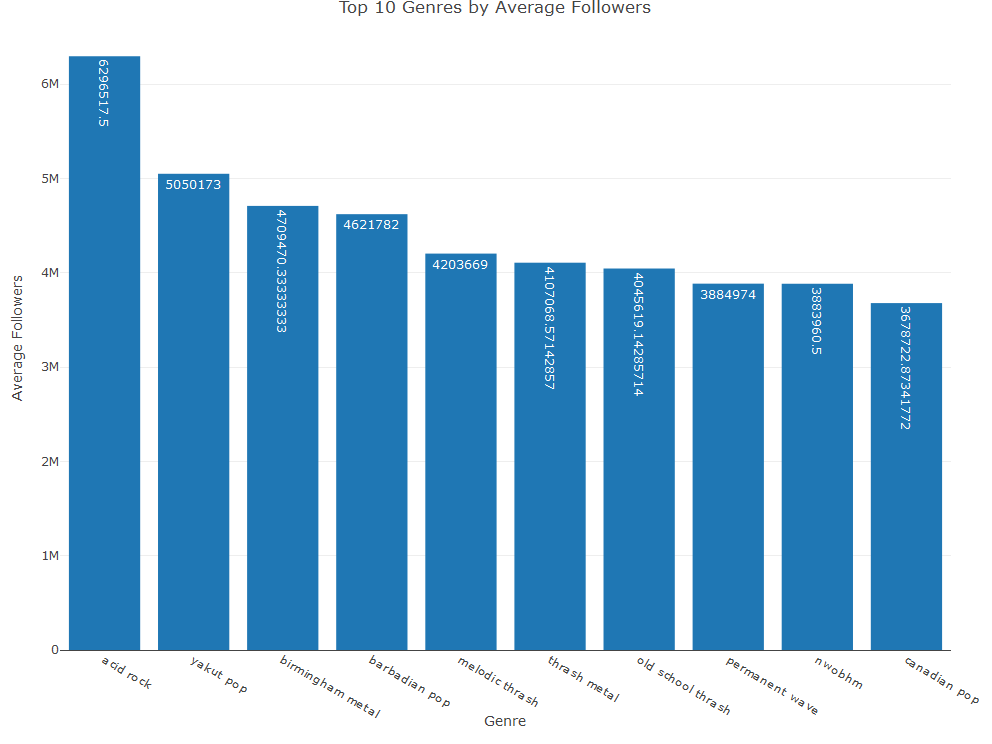 Top 10 Genres by Average Followers
Average Followers
6M
5M
4M
3M
2M
1M
0
6296517.5
5050173
4709470.333333333
4621782
4203669
4107068.57142857
4045619.14285714
3884974
3883960.5
3678722.87341772
acid rock
yakut pop
birmingham metal
barbadian pop
melodic thrash
thrash metal
old school thrash
permanent wave
nwobhm
canadian pop
Genre